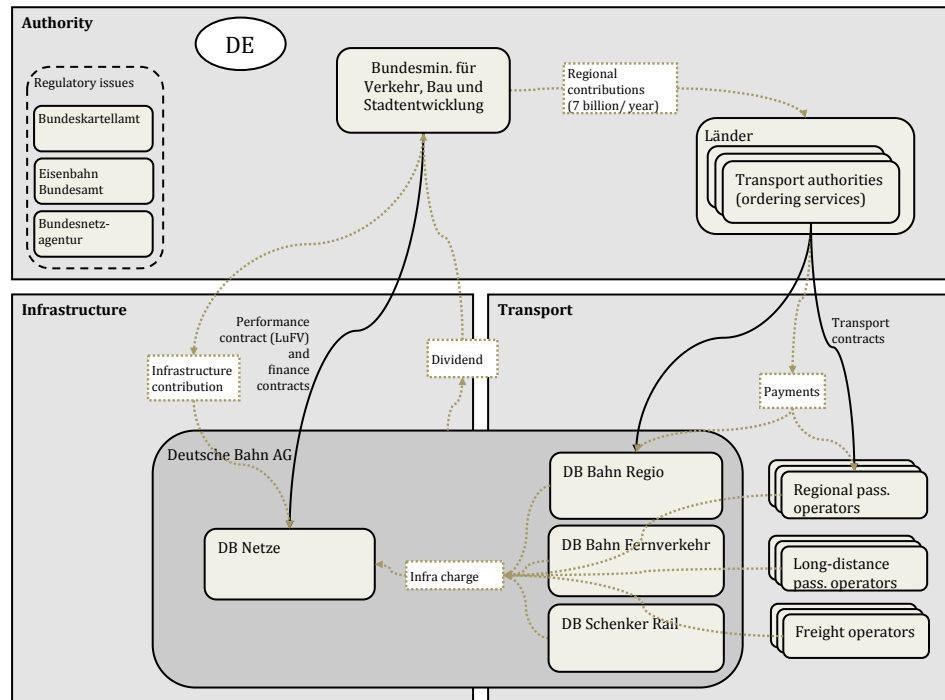 Authority
DE
Regulatory issues
Bundeskartellamt
Eisenbahn
Bundesamt
Bundesnetz-
agentur
Bundesmin. für
Verkehr, Bau und
Stadtentwicklung
Regional
contributions
(7 billion/ year)
Länder
Transport authorities
(ordering services)
Infrastructure
Performance
contract (LuFV)
and
finance
contracts
Infrastructure
contribution
Dividend
Transport
Transport
contracts
Payments
Deutsche Bahn AG
DB Netze
Infra charge
DB Bahn Regio
DB Bahn Fernverkehr
DB Schenker Rail
Regional pass.
operators
Long-distance
pass. operators
Freight operators